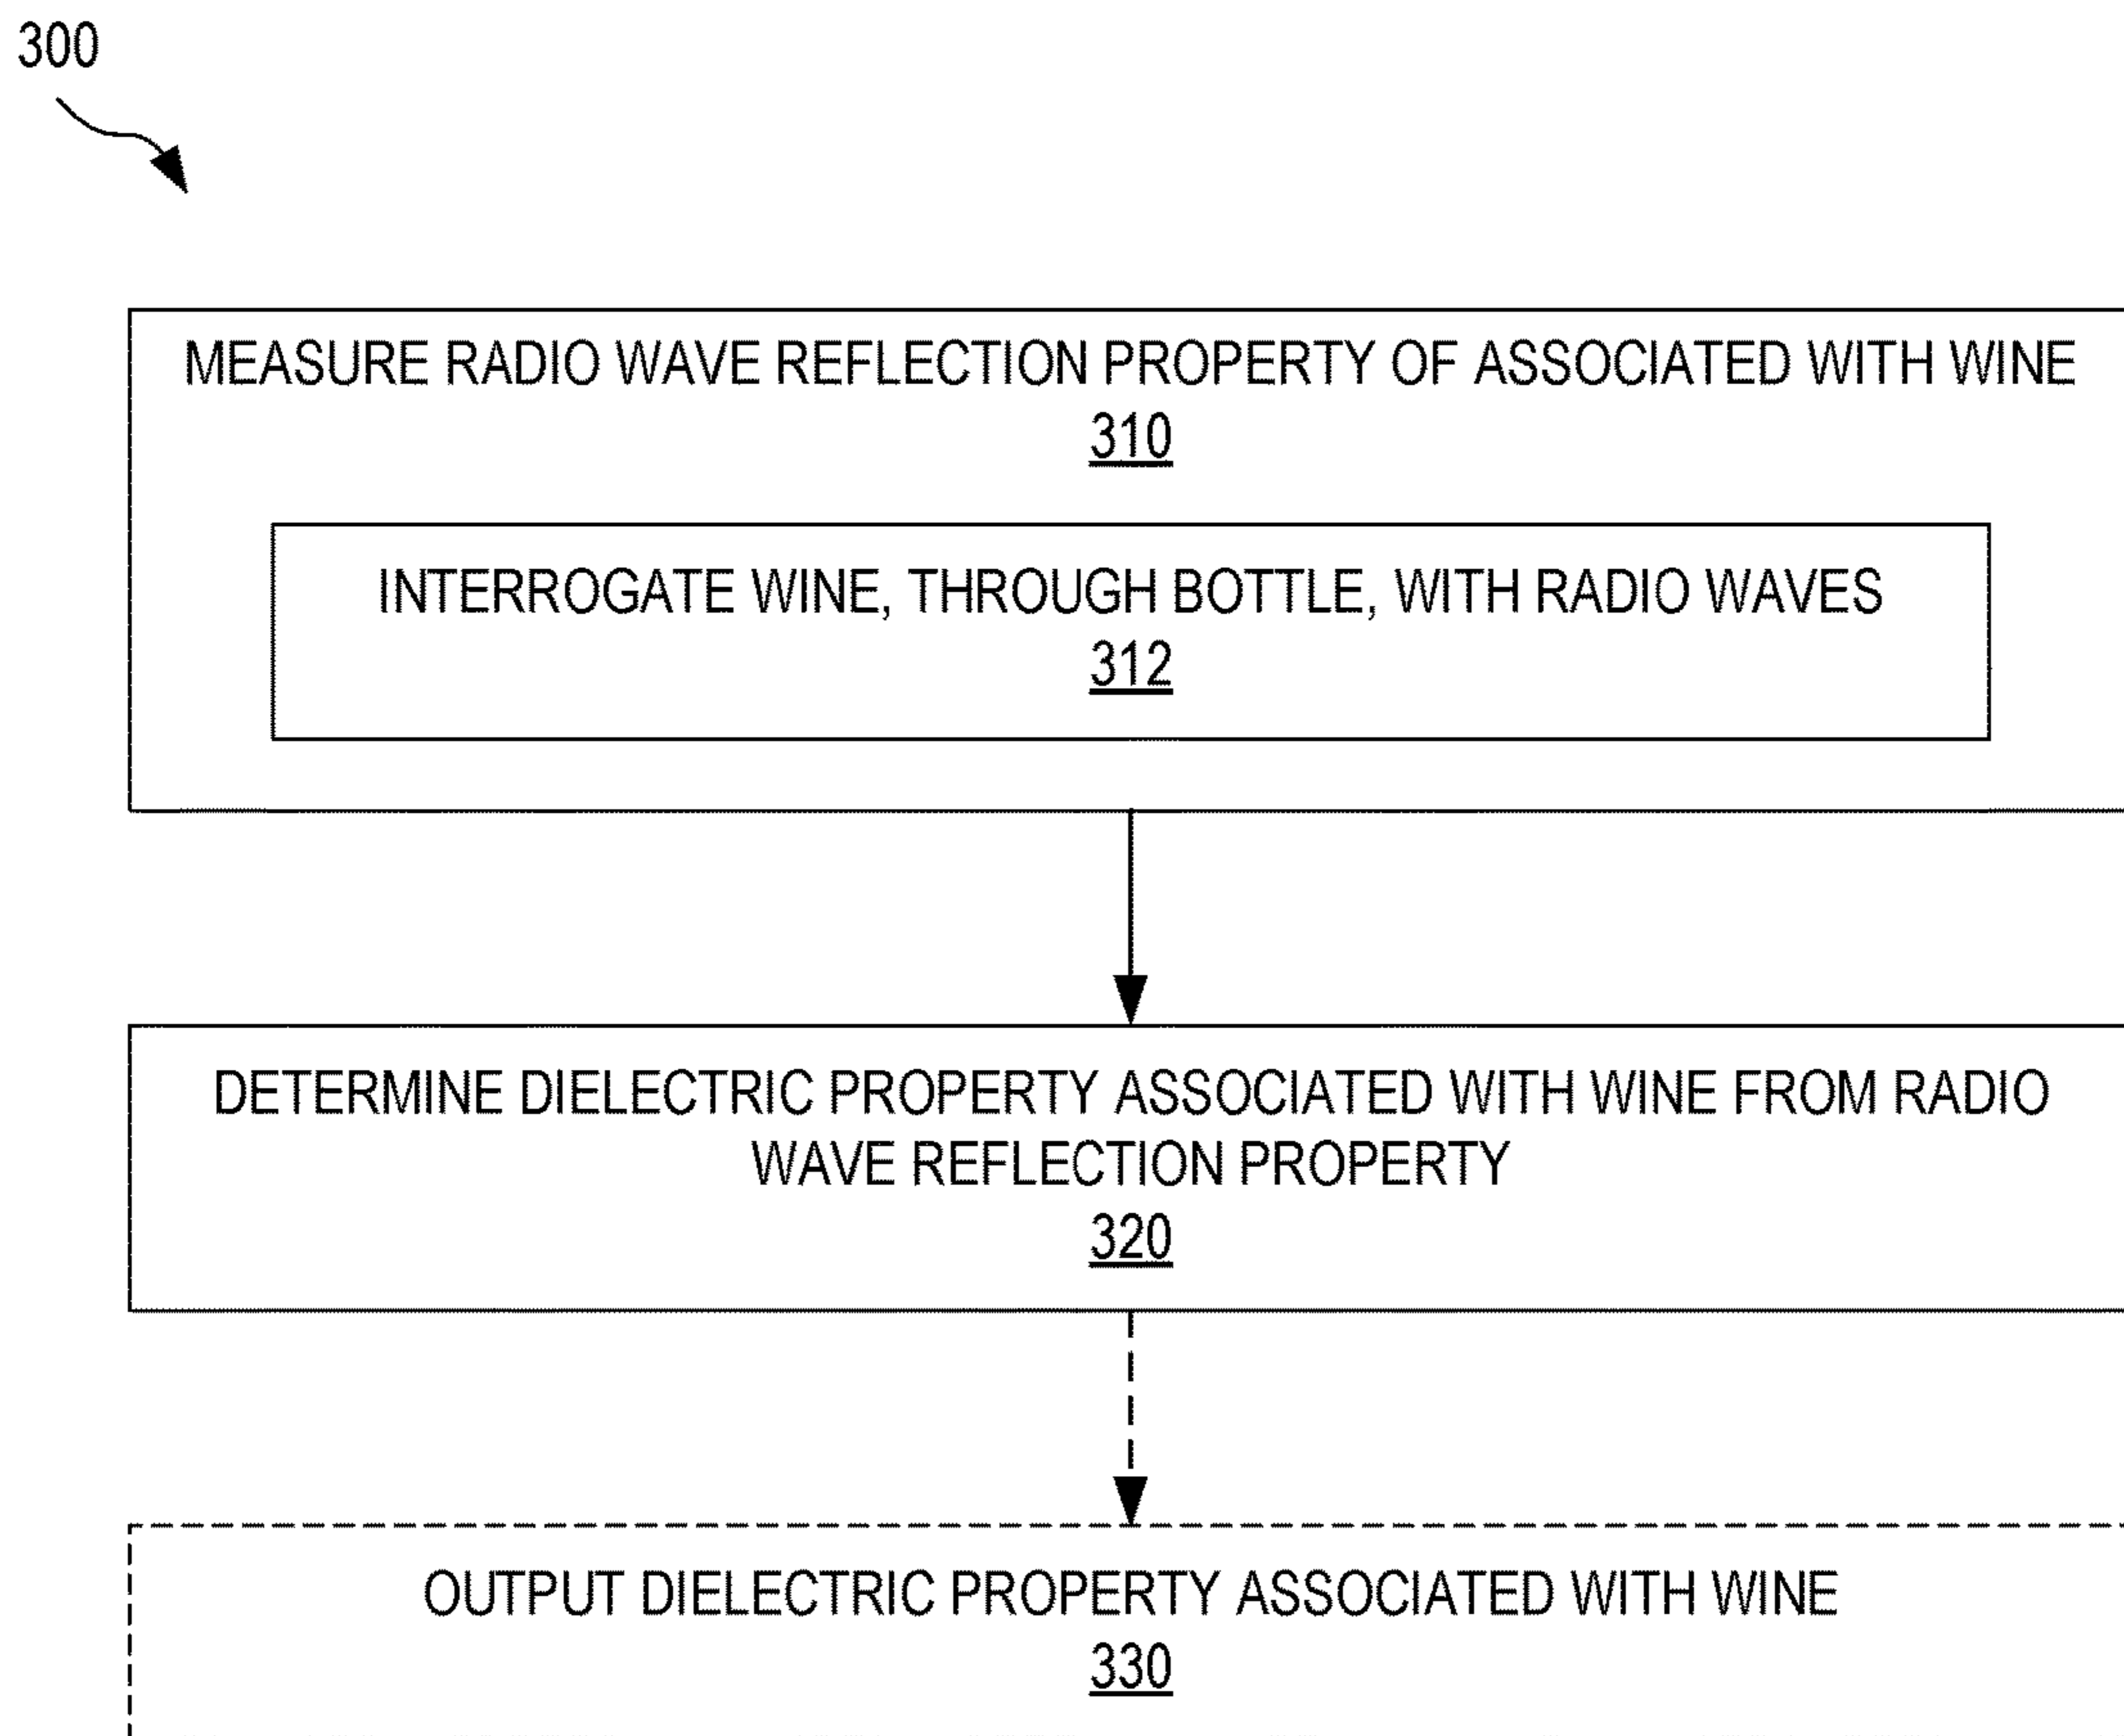 300
MEASURE RADIO WAVE REFLECTION PROPERTY OF ASSOCIATED WITH WINE
310
INTERROGATE WINE, THROUGH BOTTLE, WITH RADIO WAVES
312
DETERMINE DIELECTRIC PROPERTY ASSOCIATED WITH WINE FROM RADIO
WAVE REFLECTION PROPERTY
320
OUTPUT DIELECTRIC PROPERTY ASSOCIATED WITH WINE
330